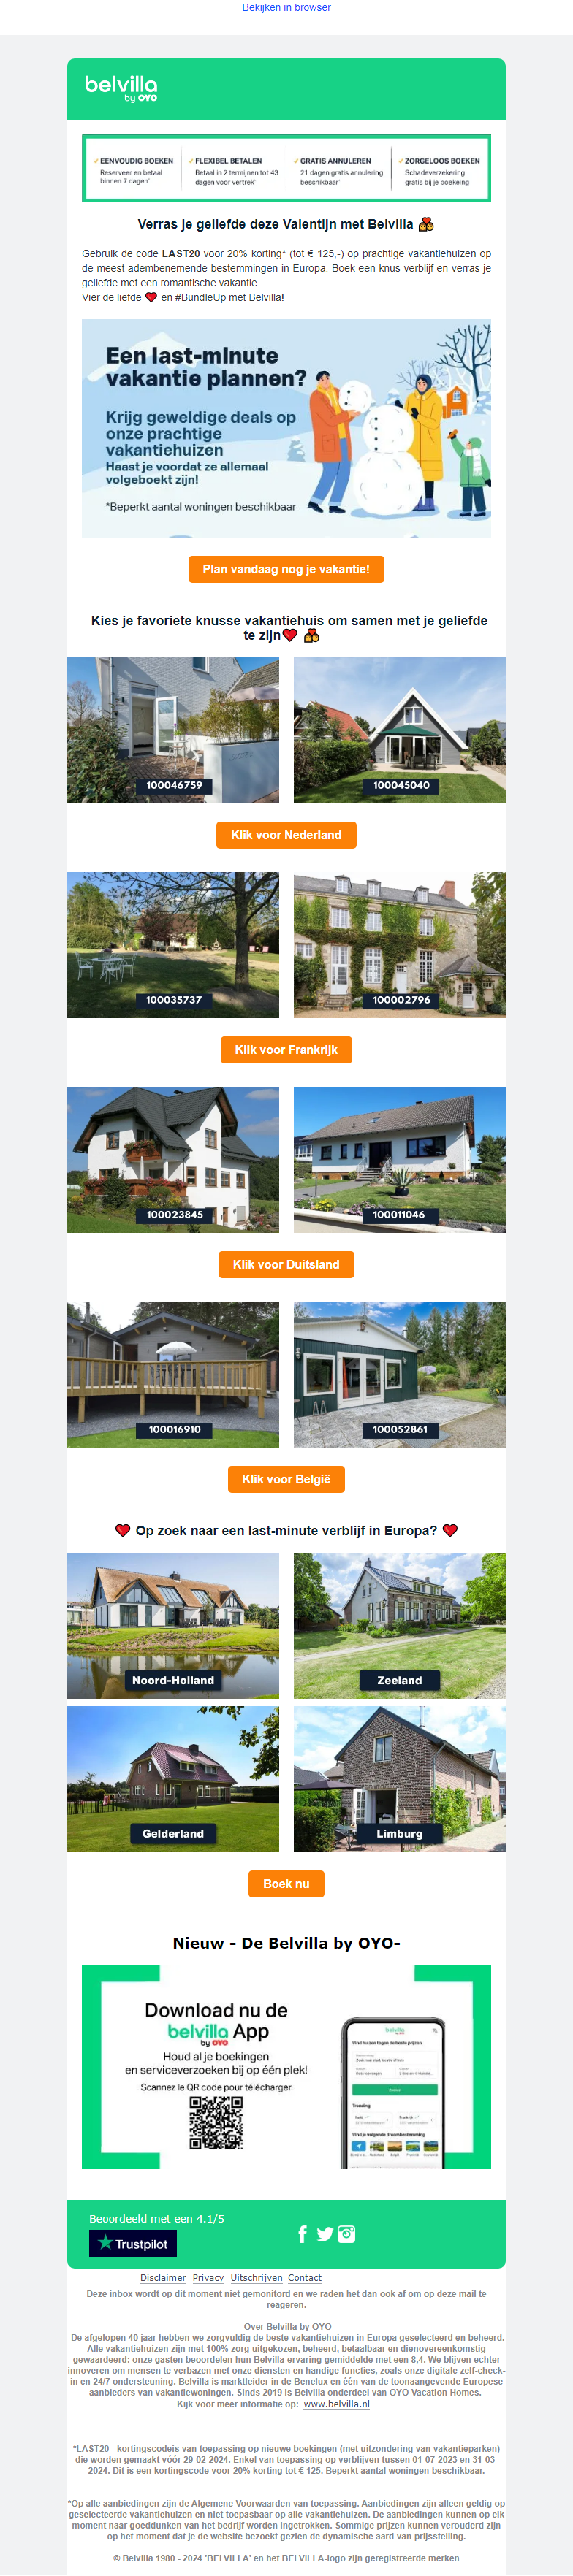 Bekijken in browser
belvilla
by OYO
✓ EENVOUDIG BOEKEN
Reserveer en betaal
binnen 7 dagen*
✓ FLEXIBEL BETALEN
Betaal in 2 termijnen tot 43
dagen voor vertrek*
✓ GRATIS ANNULEREN
21 dagen gratis annulering
beschikbaar*
✓ ZORGELOOS BOEKEN
Schadeverzekering
gratis bij je boekeing
Verras je geliefde deze Valentijn met Belvilla 💑
Gebruik de code LAST20 voor 20% korting* (tot € 125,-) op prachtige vakantiehuizen op
de meest adembenemende bestemmingen in Europa. Boek een knus verblijf en verras je
geliefde met een romantische vakantie.
Vier de liefde ❤️ en #BundleUp met Belvilla!
Een last-minute
vakantie plannen?
Krijg geweldige deals op
onze prachtige
vakantiehuizen
Haast je voordat ze allemaal
volgeboekt zijn!
*Beperkt aantal woningen beschikbaar
Plan vandaag nog je vakantie!
Kies je favoriete knusse vakantiehuis om samen met je geliefde
te zijn❤️ 💑
100046759
100045040
Klik voor Nederland
100035737
100002796
Klik voor Frankrijk
100023845
100011046
Klik voor Duitsland
100016910
100052861
Klik voor België
❤️ Op zoek naar een last-minute verblijf in Europa? ❤️
Noord-Holland
Zeeland
Gelderland
Limburg
Boek nu
Nieuw - De Belvilla by OYO-
Download nu de
belvilla App
by OYO
Houd al je boekingen
en serviceverzoeken bij op één plek!
Scannez le QR code pour télécharger
belvilla
Vind huizen tegen de beste prijzen
Trending
Vind je volgende droombestemming
Beoordeeld met een 4.1/5
Trustpilot
Disclaimer Privacy Uitschrijven Contact
Deze inbox wordt op dit moment niet gemonitord en we raden het dan ook af om op deze mail te
reageren.
Over Belvilla by OYO
De afgelopen 40 jaar hebben we zorgvuldig de beste vakantiehuizen in Europa geselecteerd en beheerd.
Alle vakantiehuizen zijn met 100% zorg uitgekozen, beheerd, betaalbaar en dienovereenkomstig
gewaardeerd: onze gasten beoordelen hun Belvilla-ervaring gemiddelde met een 8,4. We blijven echter
innoveren om mensen te verbazen met onze diensten en handige functies, zoals onze digitale zelf-check-
in en 24/7 ondersteuning. Belvilla is marktleider in de Benelux en één van de toonaangevende Europese
aanbieders van vakantiewoningen. Sinds 2019 is Belvilla onderdeel van OYO Vacation Homes.
Kijk voor meer informatie op: www.belvilla.nl
*LAST20 - kortingscodeis van toepassing op nieuwe boekingen (met uitzondering van vakantieparken)
die worden gemaakt vóór 29-02-2024. Enkel van toepassing op verblijven tussen 01-07-2023 en 31-03-
2024. Dit is een kortingscode voor 20% korting tot € 125. Beperkt aantal woningen beschikbaar.
*Op alle aanbiedingen zijn de Algemene Voorwaarden van toepassing. Aanbiedingen zijn alleen geldig op
geselecteerde vakantiehuizen en niet toepasbaar op alle vakantiehuizen. De aanbiedingen kunnen op elk
moment naar goeddunken van het bedrijf worden ingetrokken. Sommige prijzen kunnen verouderd zijn
op het moment dat je de website bezoekt gezien de dynamische aard van prijsstelling.
© Belvilla 1980 - 2024 'BELVILLA' en het BELVILLA-logo zijn geregistreerde merken